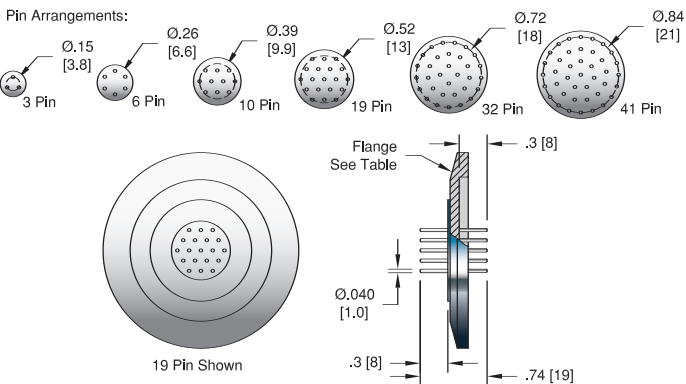 Pin Arrangements:
Ø.15
[3.8]
3 Pin
Ø.26
[6.6]
6 Pin
Ø.39
[9.9]
10 Pin
Ø.52
[13]
19 Pin
Ø.72
[18]
32 Pin
Ø.84
[21]
41 Pin
Flange
See Table
.3 [8]
Ø.040
[1.0]
.3 [8]
.74 [19]
19 Pin Shown